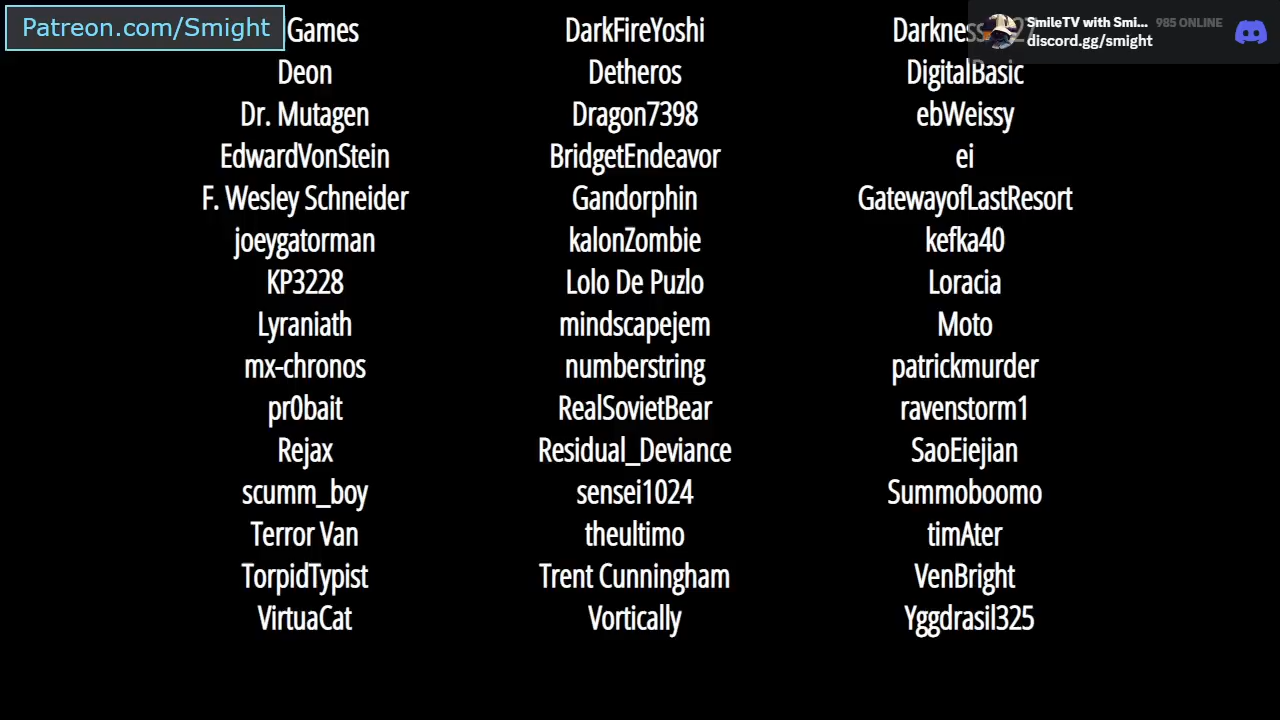 Patreon.com/Smight
Games DarkFireYoshi
SmileTV with Smi... 985 ONLINE
discord.gg/smight
Deon Detheros DigitalBasic
Dr. Mutagen Dragon7398 ebWeissy
EdwardVonStein BridgetEndeavor ei
F. Wesley Schneider Gandorphin GatewayofLastResort
joeygatorman kalonZombie kefka40
KP3228 Lolo De Puzlo Loracia
Lyraniath mindscapejem Moto
mx-chronos numberstring patrickmurder
pr0bait RealSovietBear ravenstorm1
Rejax Residual_Deviance SaoEiejian
scumm_boy sensei1024 Summoboomo
Terror Van theultimo timAter
TorpidTypist Trent Cunningham VenBright
VirtuaCat Vortically Yggdrasil325